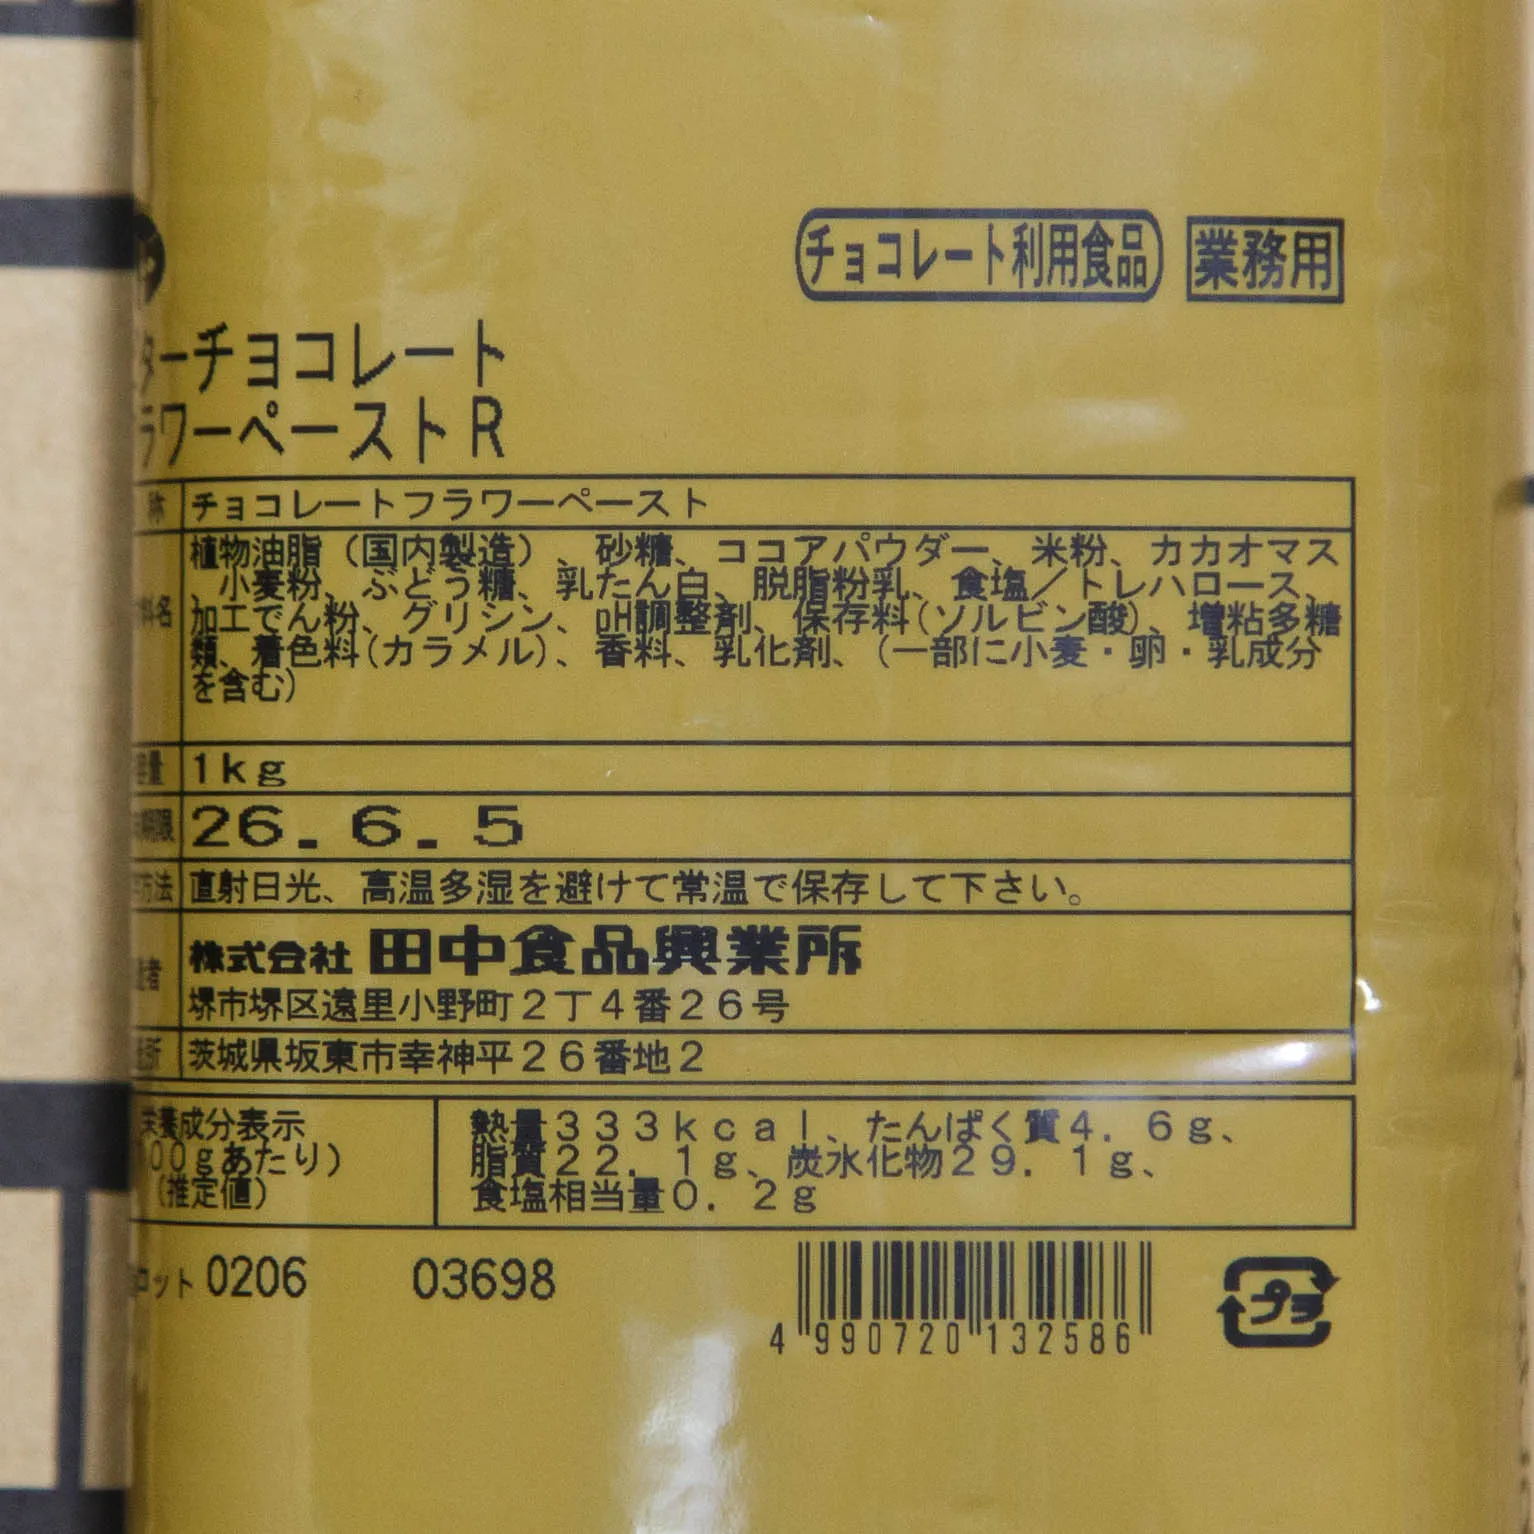 チョコレート利用食品 業務用
ターチョコレート
ラワーペーストR
称 チョコレートフラワーペースト
植物油脂（国内製造）、砂糖、ココアパウダー、米粉、カカオマス
、小麦粉、ぶどう糖、乳たん白、脱脂粉乳、食塩／トレハロース、
料名 加工でん粉、グリシン、pH調整剤、保存料(ソルビン酸)、増粘多糖
類、着色料(カラメル)、香料、乳化剤、(一部に小麦・卵・乳成分
を含む)
量 1kg
期限 26.6.5
方法 直射日光、高温多湿を避けて常温で保存して下さい。
者 株式会社 田中食品興業所
堺市堺区遠里小野町2丁4番26号
所 茨城県坂東市幸神平26番地2
栄養成分表示
00gあたり)
(推定値)
熱量333kcal、たんぱく質4.6g、
脂質22.1g、炭水化物29.1g、
食塩相当量0.2g
ロット 0206 03698
4 990720 132586
プラ